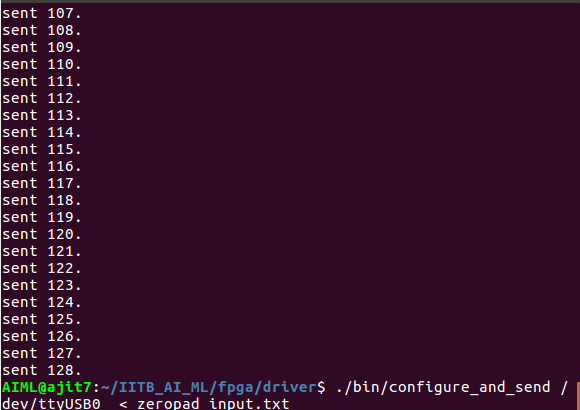 sent 107.
sent 108.
sent 109.
sent 110.
sent 111.
sent 112.
sent 113.
sent 114.
sent 115.
sent 116.
sent 117.
sent 118.
sent 119.
sent 120.
sent 121.
sent 122.
sent 123.
sent 124.
sent 125.
sent 126.
sent 127.
sent 128.
AIML@ajit7:~/IITB_AI_ML/fpga/driver$ ./bin/configure_and_send /
dev/ttyUSB0  < zeropad_input.txt